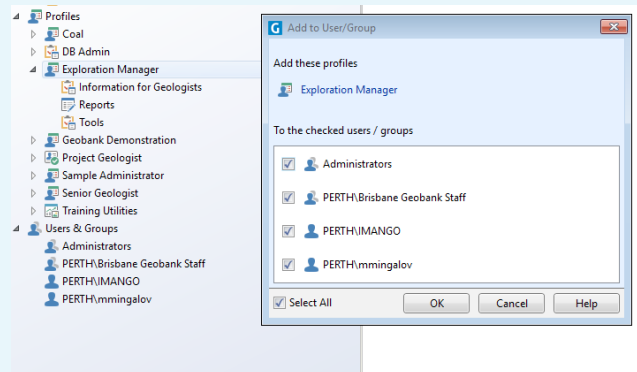 Profiles
Coal
DB Admin
Exploration Manager
Information for Geologists
Reports
Tools
Geobank Demonstration
Project Geologist
Sample Administrator
Senior Geologist
Training Utilities
Users & Groups
Administrators
PERTH\Brisbane Geobank Staff
PERTH\IMANGO
PERTH\mmingalov
G Add to User/Group
Add these profiles
Exploration Manager
To the checked users / groups
Administrators
PERTH\Brisbane Geobank Staff
PERTH\IMANGO
PERTH\mmingalov
Select All OK Cancel Help